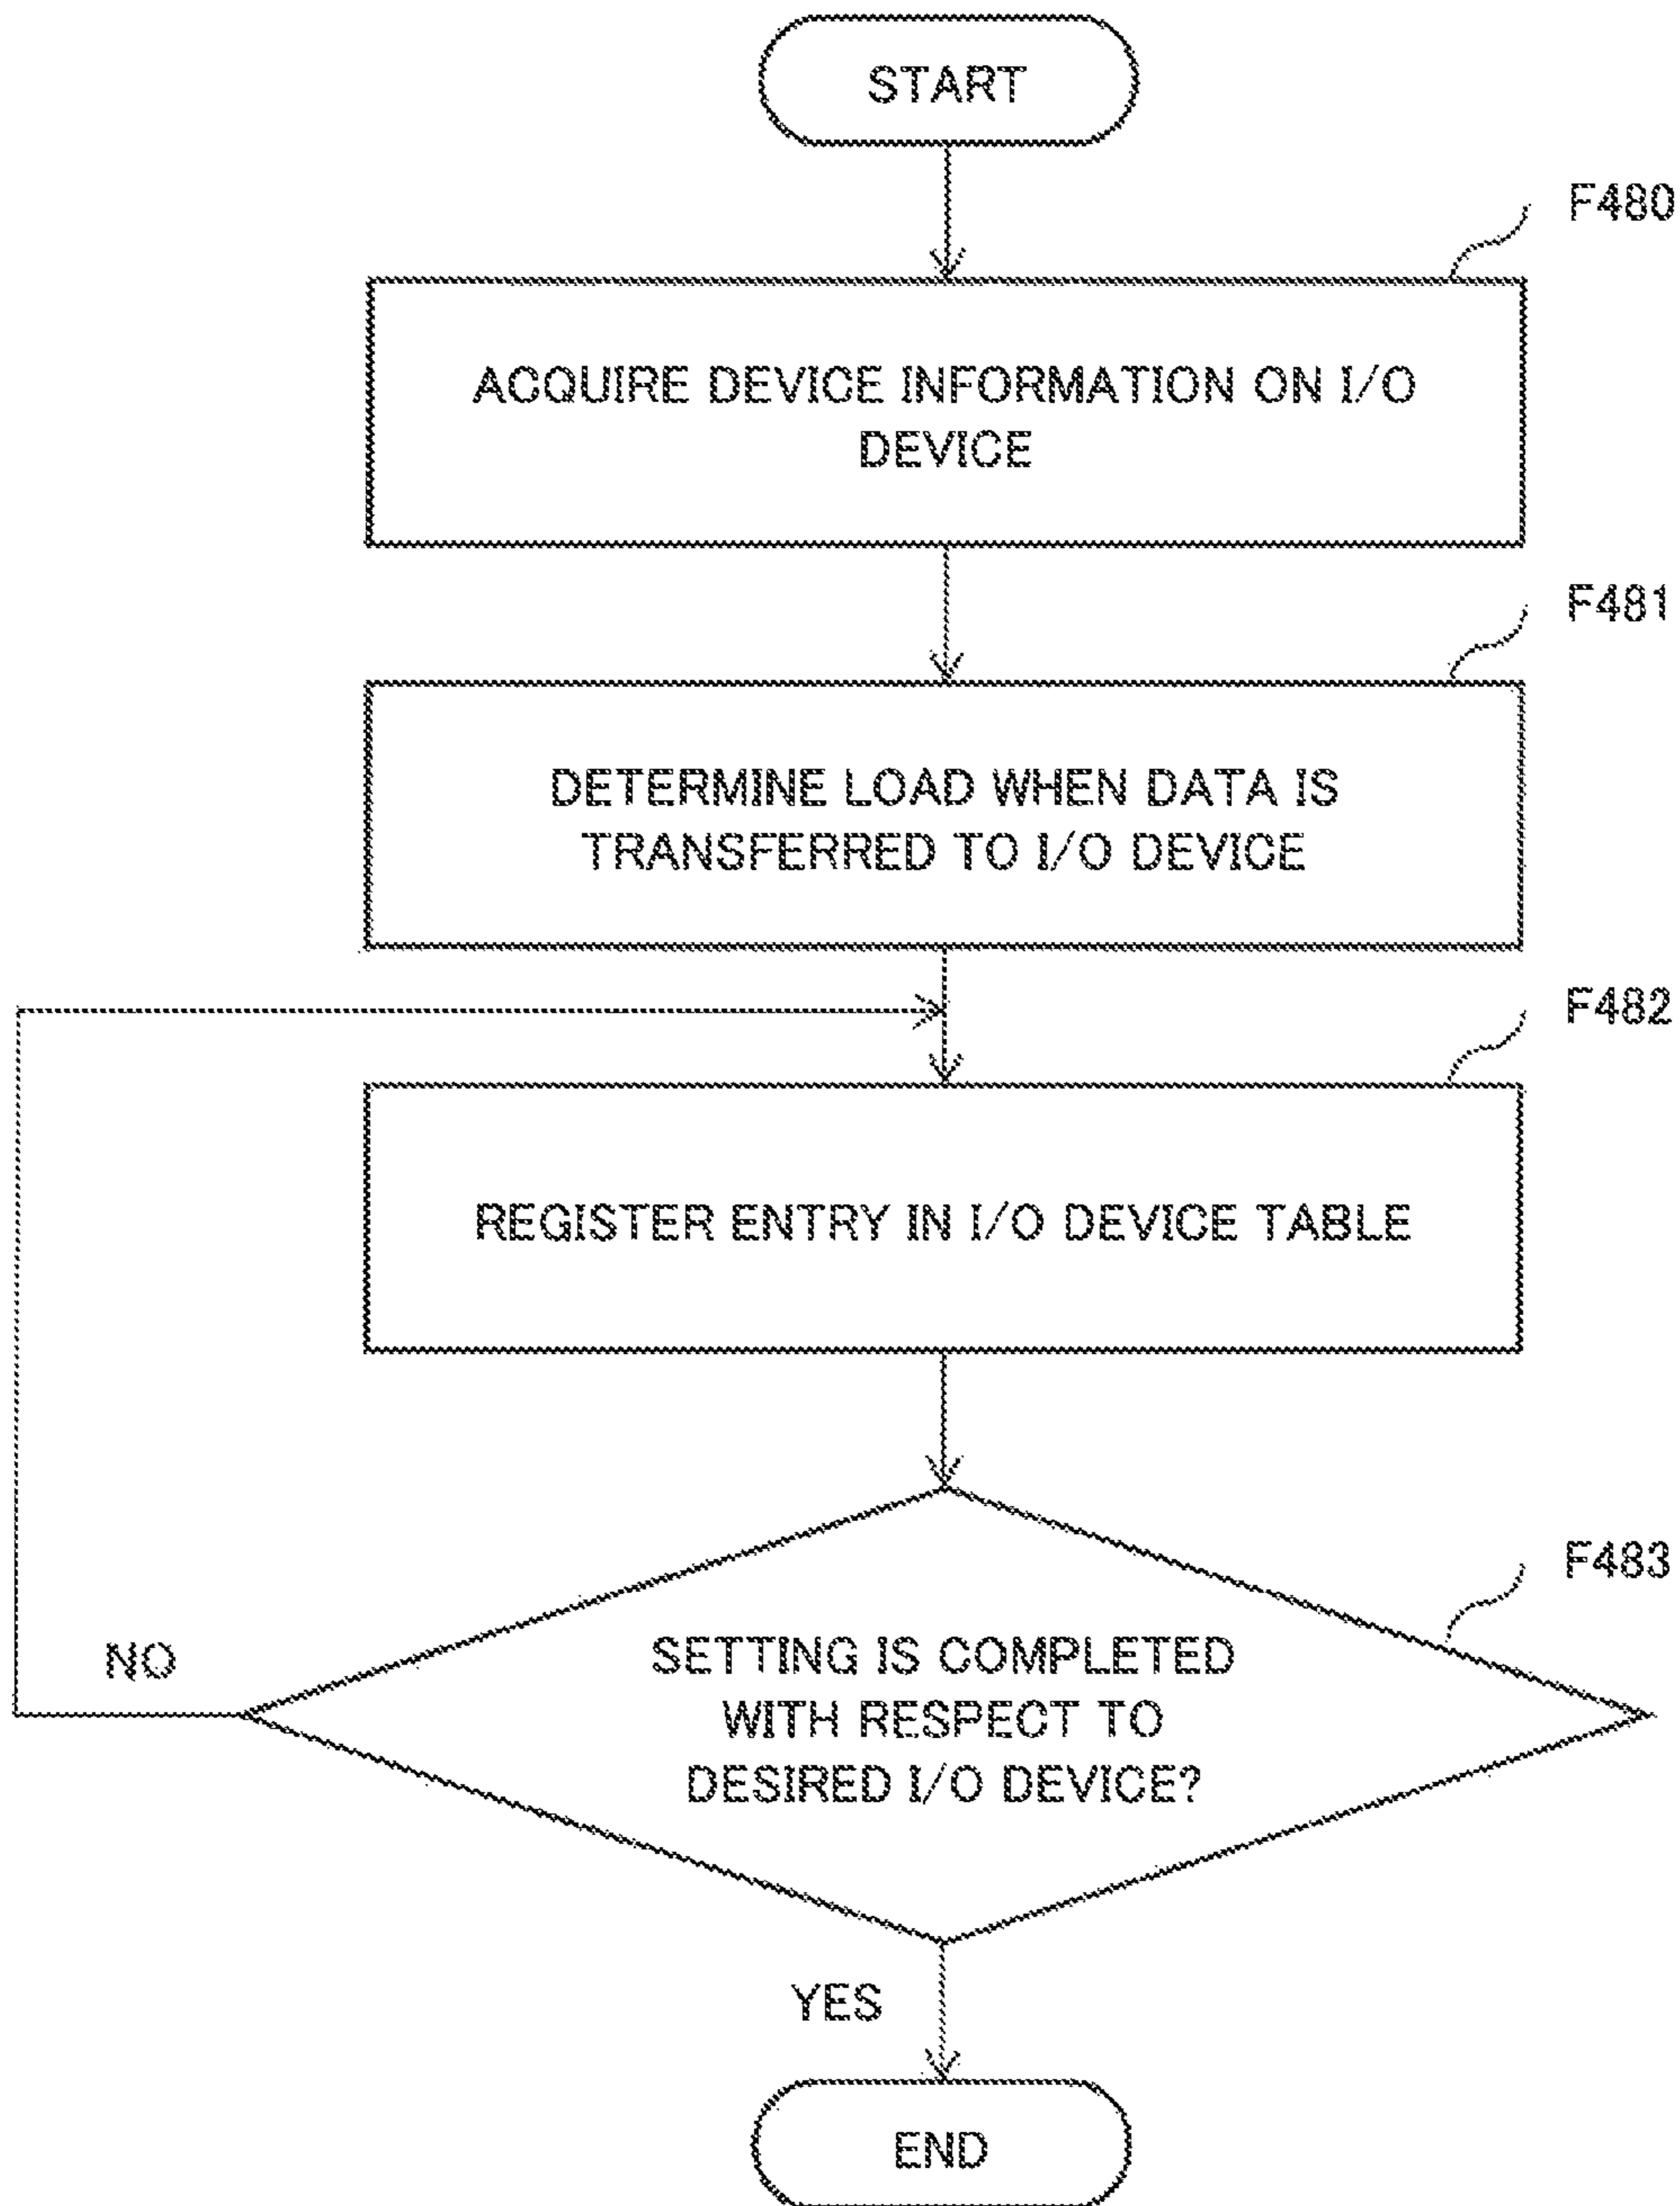 START
F480
ACQUIRE DEVICE INFORMATION ON I/O
DEVICE
F481
DETERMINE LOAD WHEN DATA IS
TRANSFERRED TO I/O DEVICE
F482
REGISTER ENTRY IN I/O DEVICE TABLE
F483
SETTING IS COMPLETED
WITH RESPECT TO
DESIRED I/O DEVICE?
NO
YES
END